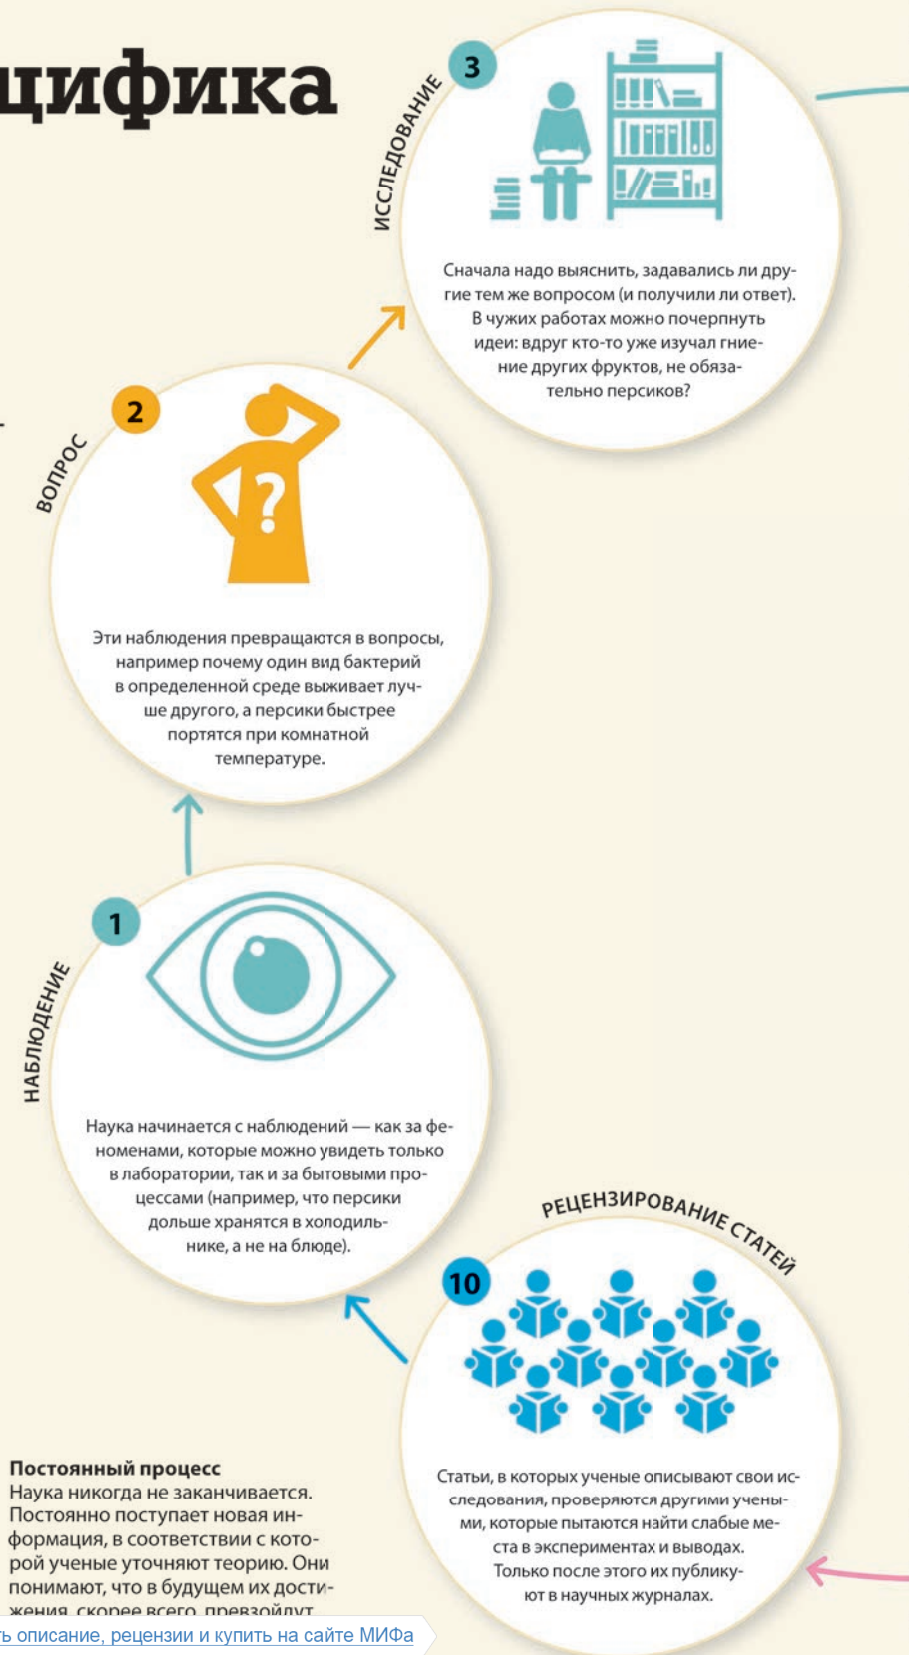 цифика
3
ИССЛЕДОВАНИЕ
Сначала надо выяснить, задавались ли дру-
гие тем же вопросом (и получили ли ответ).
В чужих работах можно почерпнуть
идеи: вдруг кто-то уже изучал гние-
ние других фруктов, не обяза-
тельно персиков?
2
ВОПРОС
?
Эти наблюдения превращаются в вопросы,
например почему один вид бактерий
в определенной среде выживает луч-
ше другого, а персики быстрее
портятся при комнатной
температуре.
1
НАБЛЮДЕНИЕ
Наука начинается с наблюдений — как за фе-
номенами, которые можно увидеть только
в лаборатории, так и за бытовыми про-
цессами (например, что персики
дольше хранятся в холодиль-
нике, а не на блюде).
РЕЦЕНЗИРОВАНИЕ СТАТЕЙ
10
Статьи, в которых ученые описывают свои ис-
следования, проверяются другими учены-
ми, которые пытаются найти слабые ме-
ста в экспериментах и выводах.
Только после этого их публику-
ют в научных журналах.
Постоянный процесс
Наука никогда не заканчивается.
Постоянно поступает новая ин-
формация, в соответствии с кото-
рой ученые уточняют теорию. Они
понимают, что в будущем их дости-
жения, скорее всего, превзойдут
ть описание, рецензии и купить на сайте МИФа